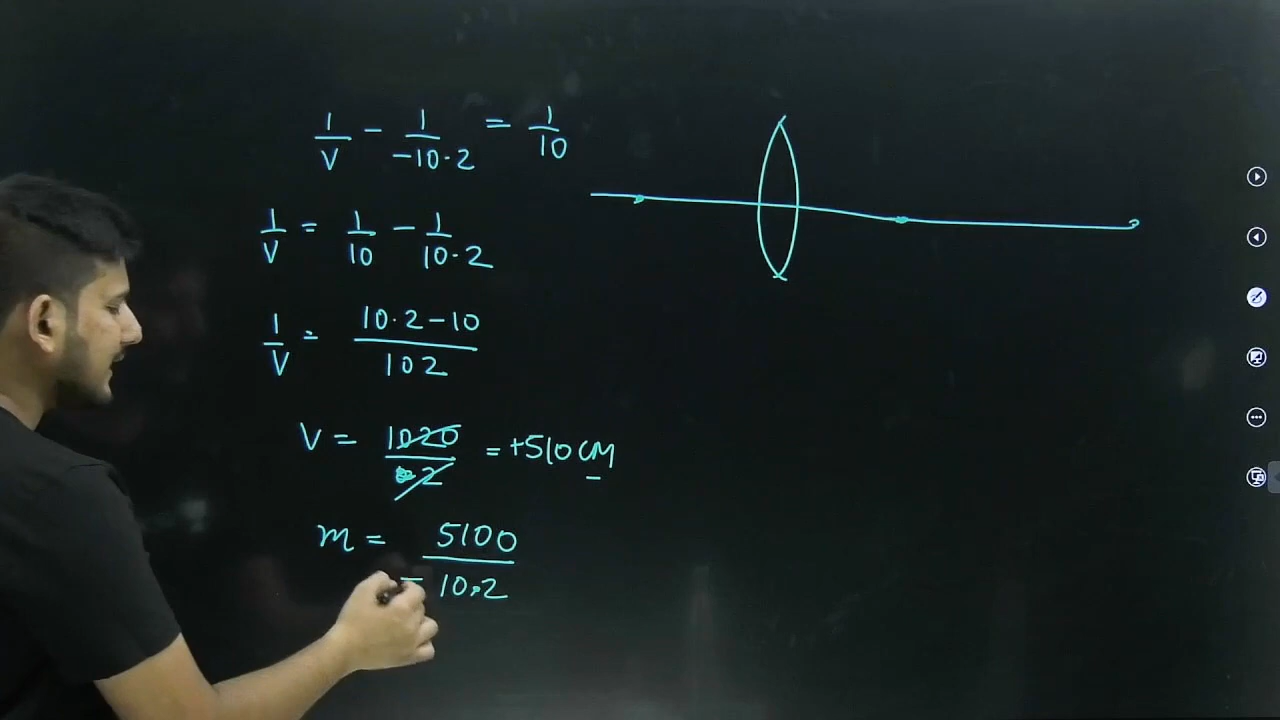 1/V - 1/-10.2 = 1/10
1/V = 1/10 - 1/10.2
1/V = 10.2-10/102
V = 1020/2 = +510 cm
m = 5100/-10.2